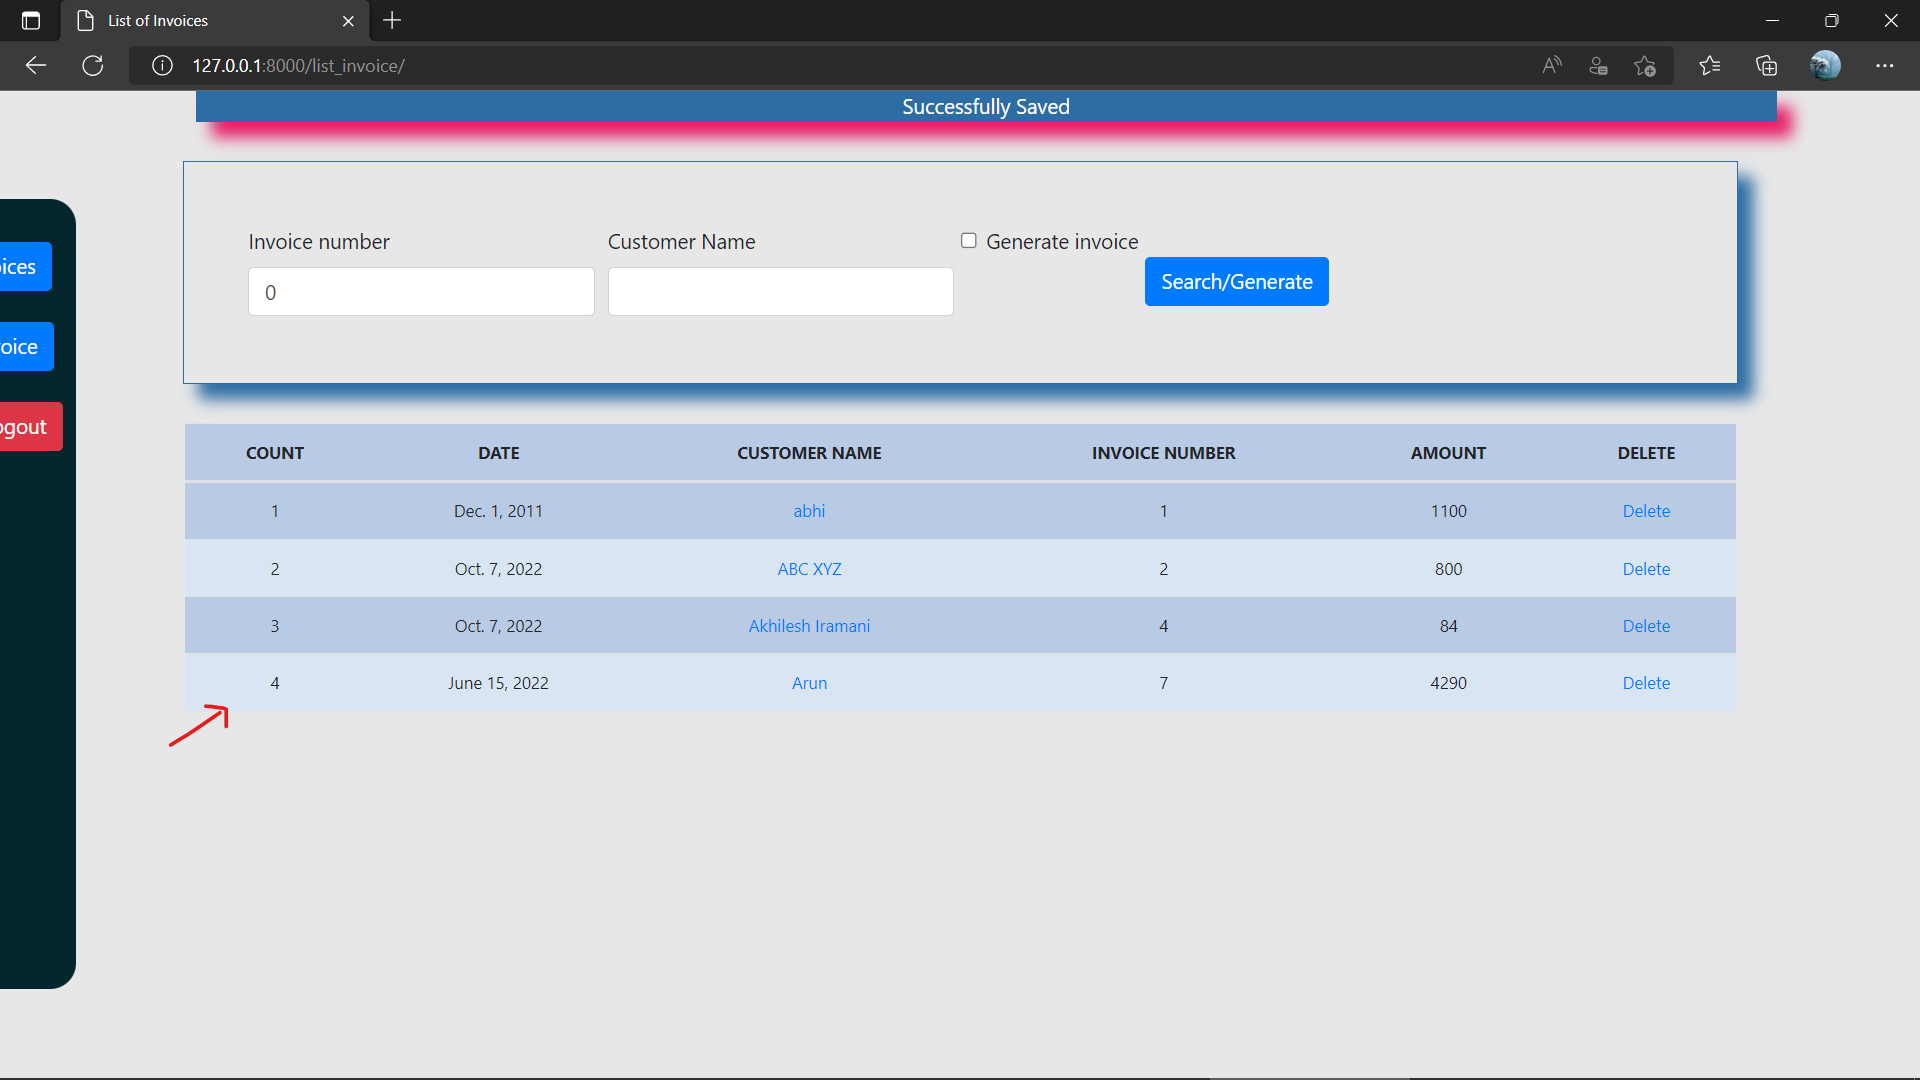 List of Invoices
127.0.0.1:8000/list_invoice/
Successfully Saved
Invoice number Customer Name Generate invoice
0 Search/Generate
ices
oice
ogout
COUNT DATE CUSTOMER NAME INVOICE NUMBER AMOUNT DELETE
1 Dec. 1, 2011 abhi 1 1100 Delete
2 Oct. 7, 2022 ABC XYZ 2 800 Delete
3 Oct. 7, 2022 Akhilesh Iramani 4 84 Delete
4 June 15, 2022 Arun 7 4290 Delete